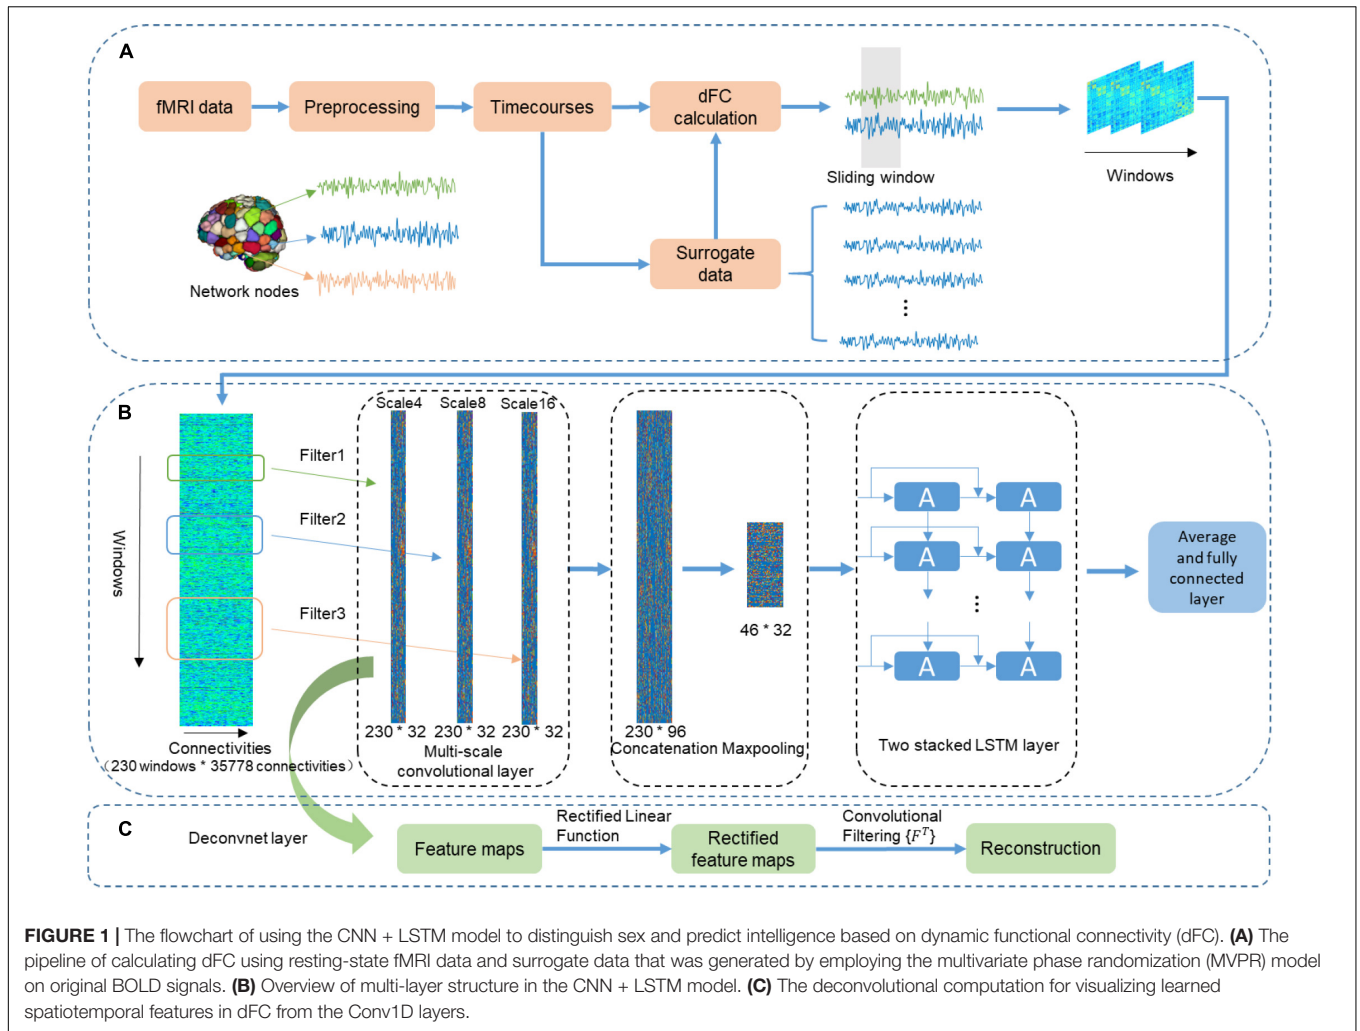 A
fMRI data
Preprocessing
Timecourses
dFC
calculation
Sliding window
Windows
Network nodes
Surrogate
data
B
Windows
Filter1
Filter2
Filter3
Scale4 Scale8 Scale16
230 * 32 230 * 32 230 * 32
Multi-scale
convolutional layer
Connectivities
(230 windows * 35778 connectivities)
46 * 32
230 * 96
Concatenation Maxpooling
A A
A A
A A
Two stacked LSTM layer
Average
and fully
connected
layer
C
Deconvnet layer
Feature maps
Rectified Linear
Function
Rectified
feature maps
Convolutional
Filtering {F^T}
Reconstruction
FIGURE 1 | The flowchart of using the CNN + LSTM model to distinguish sex and predict intelligence based on dynamic functional connectivity (dFC). (A) The
pipeline of calculating dFC using resting-state fMRI data and surrogate data that was generated by employing the multivariate phase randomization (MVPR) model
on original BOLD signals. (B) Overview of multi-layer structure in the CNN + LSTM model. (C) The deconvolutional computation for visualizing learned
spatiotemporal features in dFC from the Conv1D layers.